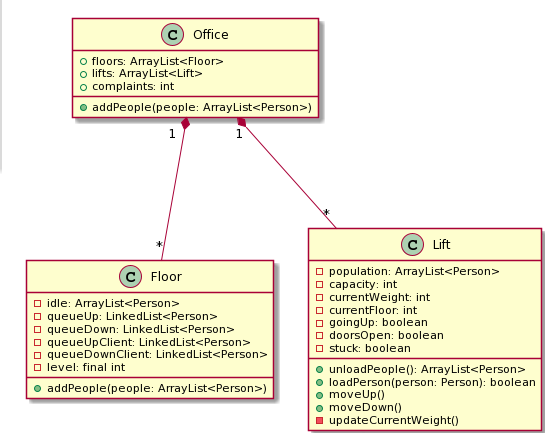 C Office
floors: ArrayList<Floor>
lifts: ArrayList<Lift>
complaints: int
addPeople(people: ArrayList<Person>)
1 1
* *
C Floor
idle: ArrayList<Person>
queueUp: LinkedList<Person>
queueDown: LinkedList<Person>
queueUpClient: LinkedList<Person>
queueDownClient: LinkedList<Person>
level: final int
addPeople(people: ArrayList<Person>)
C Lift
population: ArrayList<Person>
capacity: int
currentWeight: int
currentFloor: int
goingUp: boolean
doorsOpen: boolean
stuck: boolean
unloadPeople(): ArrayList<Person>
loadPerson(person: Person): boolean
moveUp()
moveDown()
updateCurrentWeight()